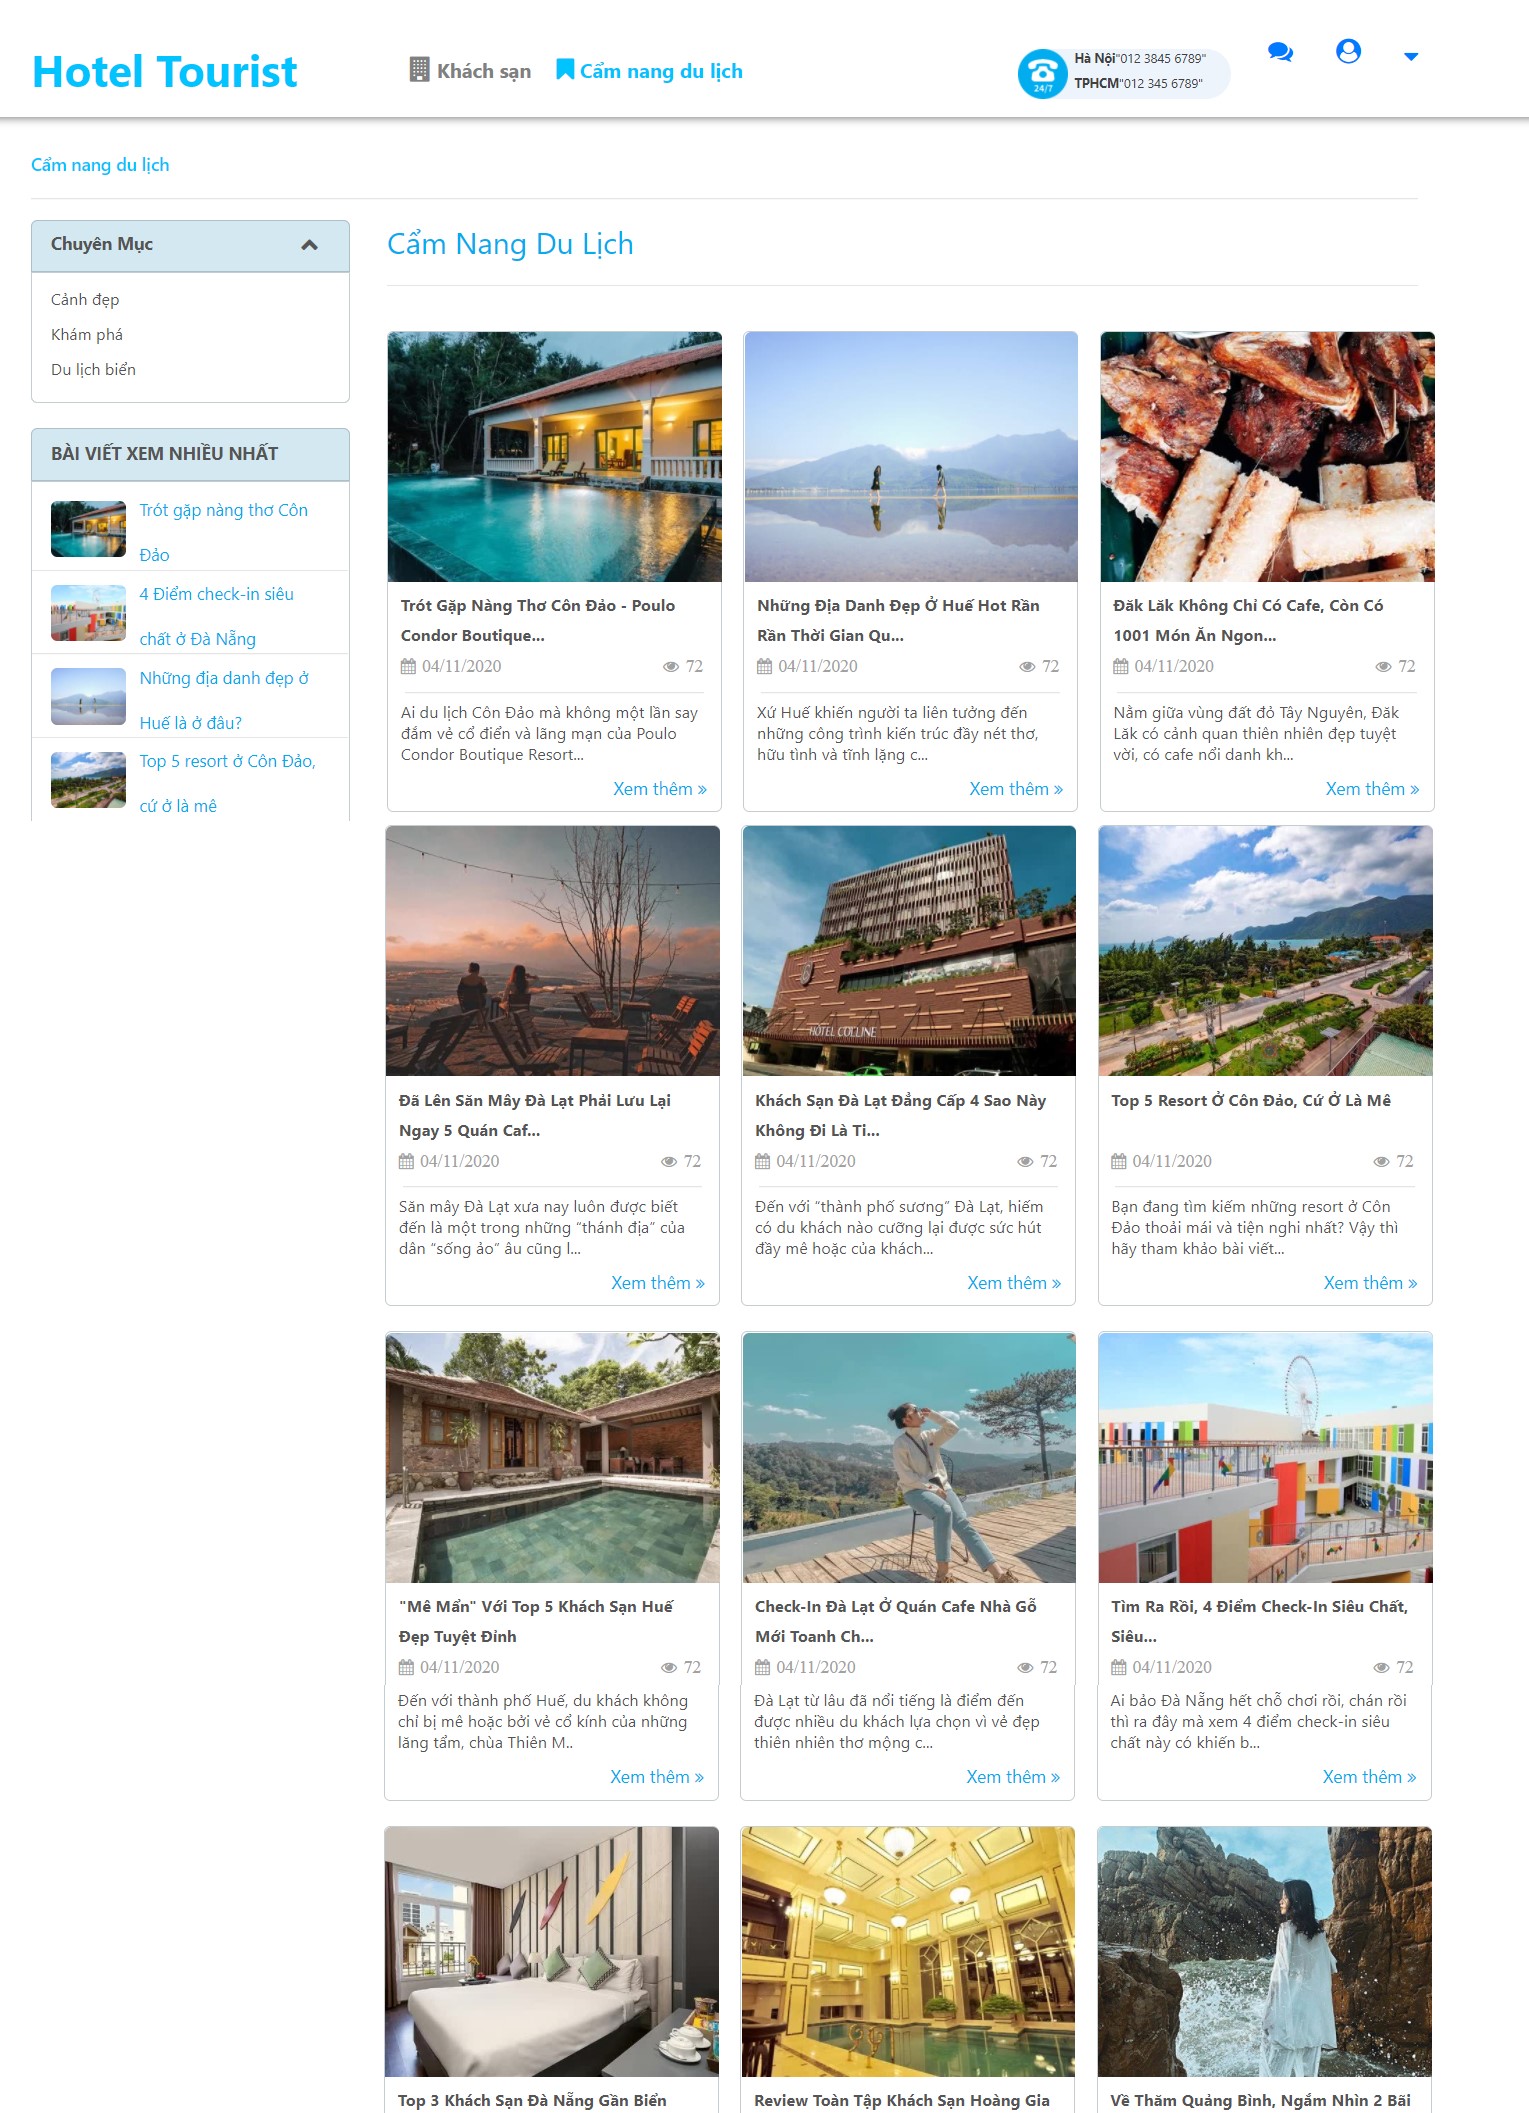 Hotel Tourist
Khách sạn
Cẩm nang du lịch
24/7
Hà Nội"012 3845 6789"
TPHCM"012 345 6789"
Cẩm nang du lịch
Chuyên Mục
Cảnh đẹp
Khám phá
Du lịch biển
BÀI VIẾT XEM NHIỀU NHẤT
Trót gặp nàng thơ Côn
Đảo
4 Điểm check-in siêu
chất ở Đà Nẵng
Những địa danh đẹp ở
Huế là ở đâu?
Top 5 resort ở Côn Đảo,
cứ ở là mê
Cẩm Nang Du Lịch
Trót Gặp Nàng Thơ Côn Đảo - Poulo
Condor Boutique...
04/11/2020
72
Ai du lịch Côn Đảo mà không một lần say
đắm vẻ cổ điển và lãng mạn của Poulo
Condor Boutique Resort...
Xem thêm »
Những Địa Danh Đẹp Ở Huế Hot Rần
Rần Thời Gian Qu...
04/11/2020
72
Xứ Huế khiến người ta liên tưởng đến
những công trình kiến trúc đầy nét thơ,
hữu tình và tĩnh lặng c...
Xem thêm »
Đăk Lăk Không Chỉ Có Cafe, Còn Có
1001 Món Ăn Ngon...
04/11/2020
72
Nằm giữa vùng đất đỏ Tây Nguyên, Đăk
Lăk có cảnh quan thiên nhiên đẹp tuyệt
vời, có cafe nổi danh kh...
Xem thêm »
Đã Lên Săn Mây Đà Lạt Phải Lưu Lại
Ngay 5 Quán Caf...
04/11/2020
72
Săn mây Đà Lạt xưa nay luôn được biết
đến là một trong những “thánh địa” của
dân “sống ảo” âu cũng l...
Xem thêm »
HOTEL COLLINE
Khách Sạn Đà Lạt Đẳng Cấp 4 Sao Này
Không Đi Là Ti...
04/11/2020
72
Đến với “thành phố sương” Đà Lạt, hiếm
có du khách nào cưỡng lại được sức hút
đầy mê hoặc của khách...
Xem thêm »
Top 5 Resort Ở Côn Đảo, Cứ Ở Là Mê
04/11/2020
72
Bạn đang tìm kiếm những resort ở Côn
Đảo thoải mái và tiện nghi nhất? Vậy thì
hãy tham khảo bài viết...
Xem thêm »
"Mê Mẩn" Với Top 5 Khách Sạn Huế
Đẹp Tuyệt Đỉnh
04/11/2020
72
Đến với thành phố Huế, du khách không
chỉ bị mê hoặc bởi vẻ cổ kính của những
lăng tẩm, chùa Thiên M..
Xem thêm »
Check-In Đà Lạt Ở Quán Cafe Nhà Gỗ
Mới Toanh Ch...
04/11/2020
72
Đà Lạt từ lâu đã nổi tiếng là điểm đến
được nhiều du khách lựa chọn vì vẻ đẹp
thiên nhiên thơ mộng c...
Xem thêm »
Tìm Ra Rồi, 4 Điểm Check-In Siêu Chất,
Siêu...
04/11/2020
72
Ai bảo Đà Nẵng hết chỗ chơi rồi, chán rồi
thì ra đây mà xem 4 điểm check-in siêu
chất này có khiến b...
Xem thêm »
Top 3 Khách Sạn Đà Nẵng Gần Biển
Review Toàn Tập Khách Sạn Hoàng Gia
Về Thăm Quảng Bình, Ngắm Nhìn 2 Bãi